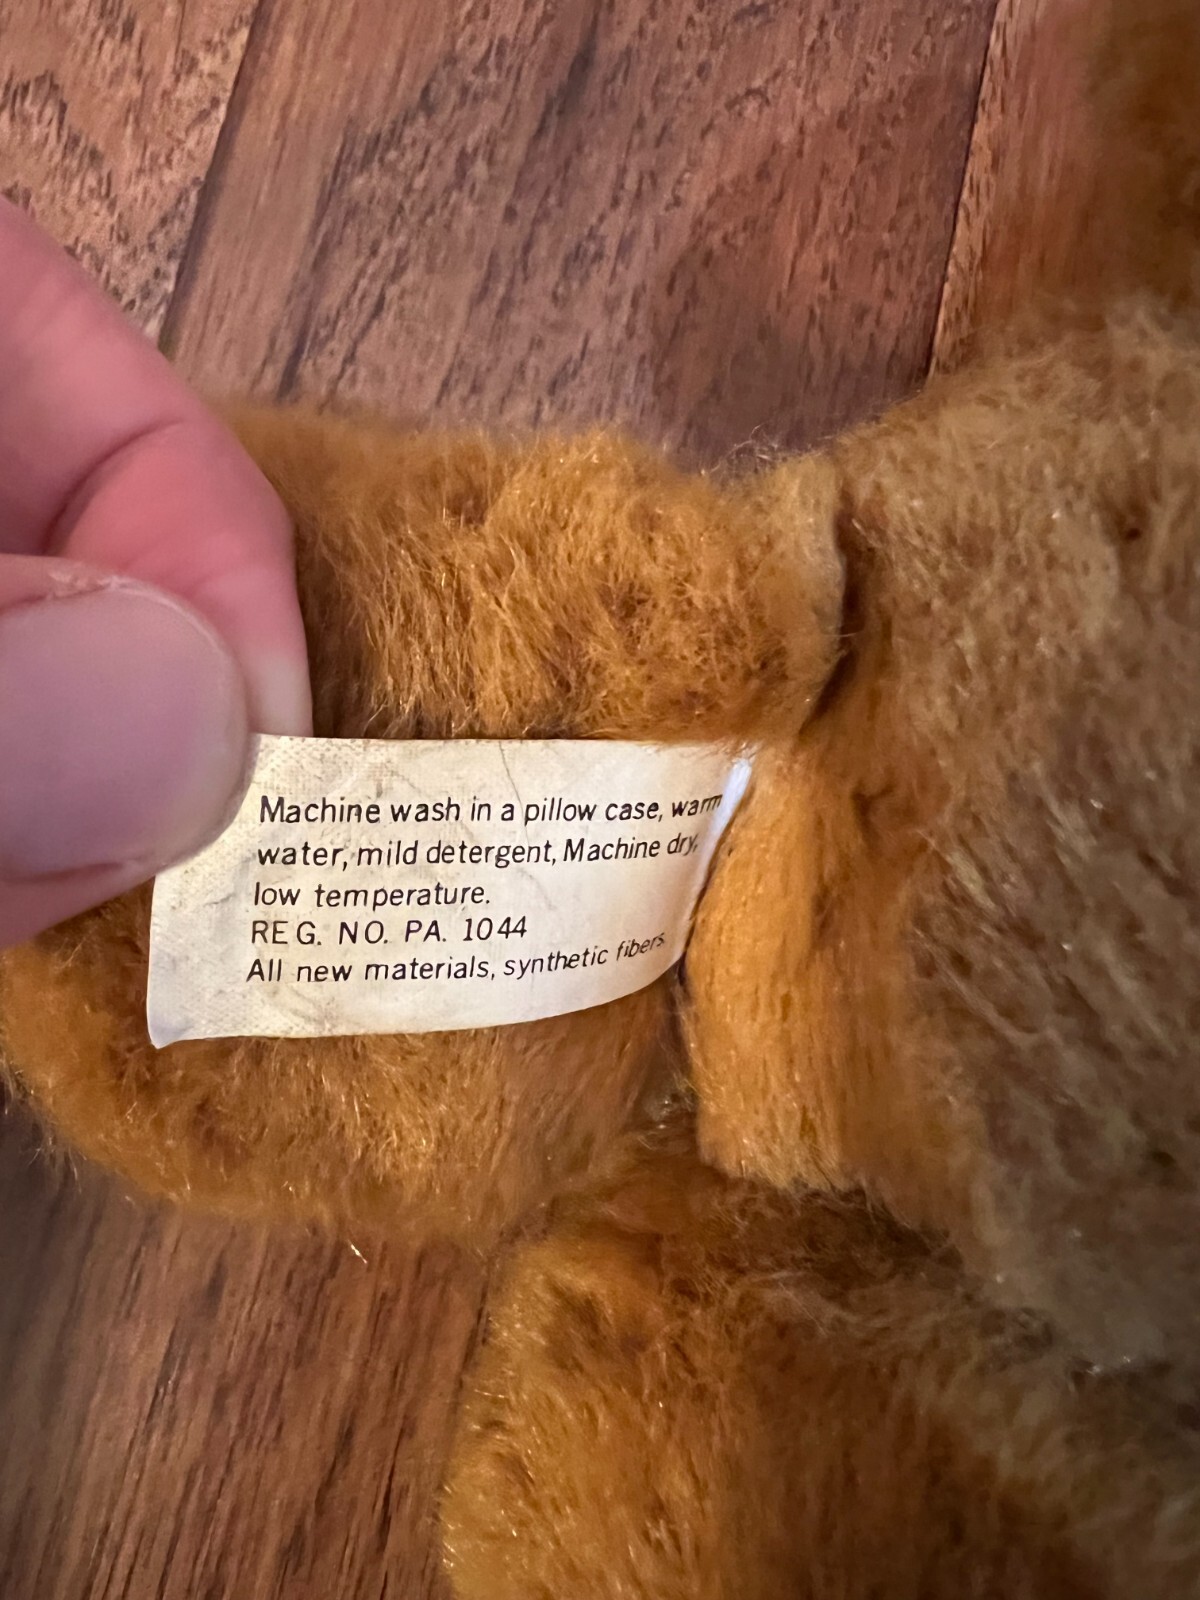 Machine wash in a pillow case, warm
water, mild detergent, Machine dry,
low temperature.
REG. NO. PA. 1044
All new materials, synthetic fibers.